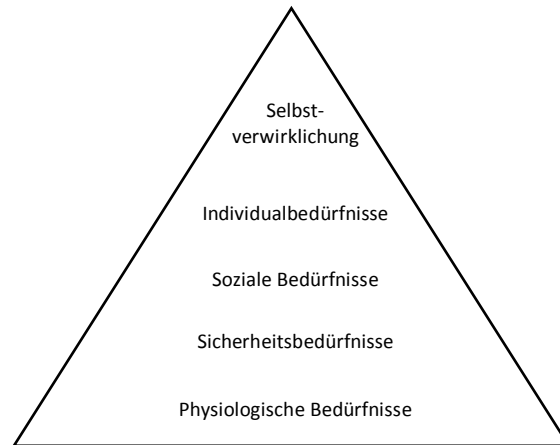 Selbst-
verwirklichung
Individualbedürfnisse
Soziale Bedürfnisse
Sicherheitsbedürfnisse
Physiologische Bedürfnisse